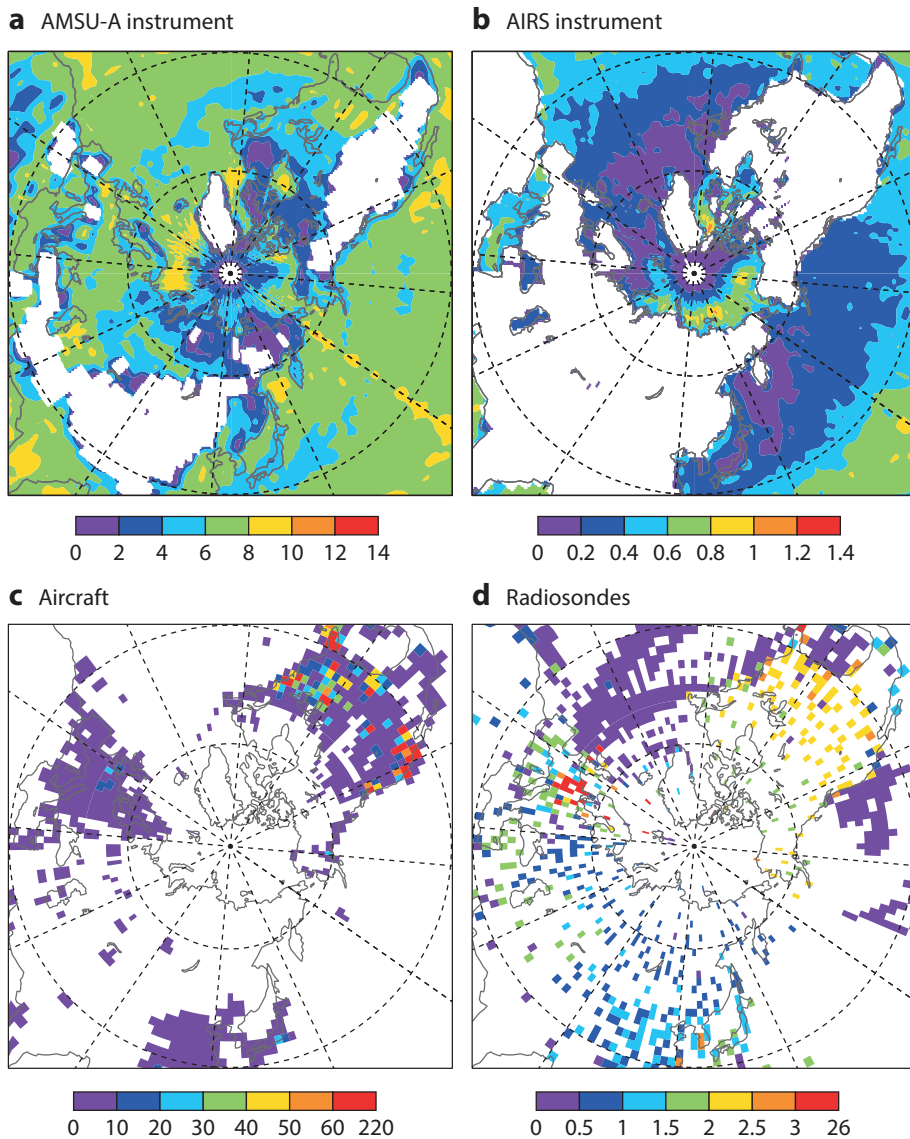 a AMSU-A instrument
b AIRS instrument
0 2 4 6 8 10 12 14
0 0.2 0.4 0.6 0.8 1 1.2 1.4
c Aircraft
d Radiosondes
0 10 20 30 40 50 60 220
0 0.5 1 1.5 2 2.5 3 26